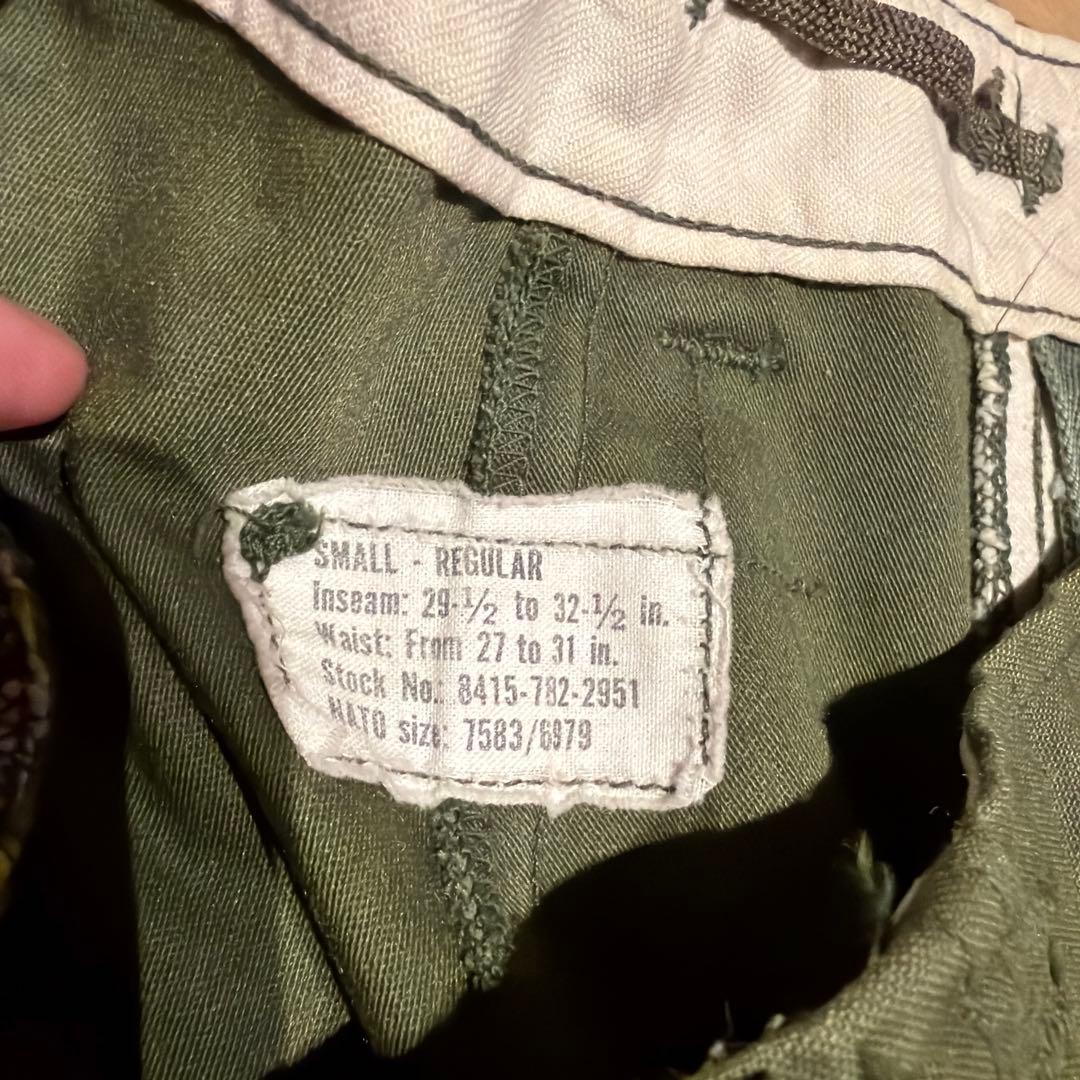 SMALL - REGULAR
Inseam: 29-½ to 32-½ in.
Waist: From 27 to 31 in.
Stock No.: 8415-782-2951
NATO size: 7583/6979